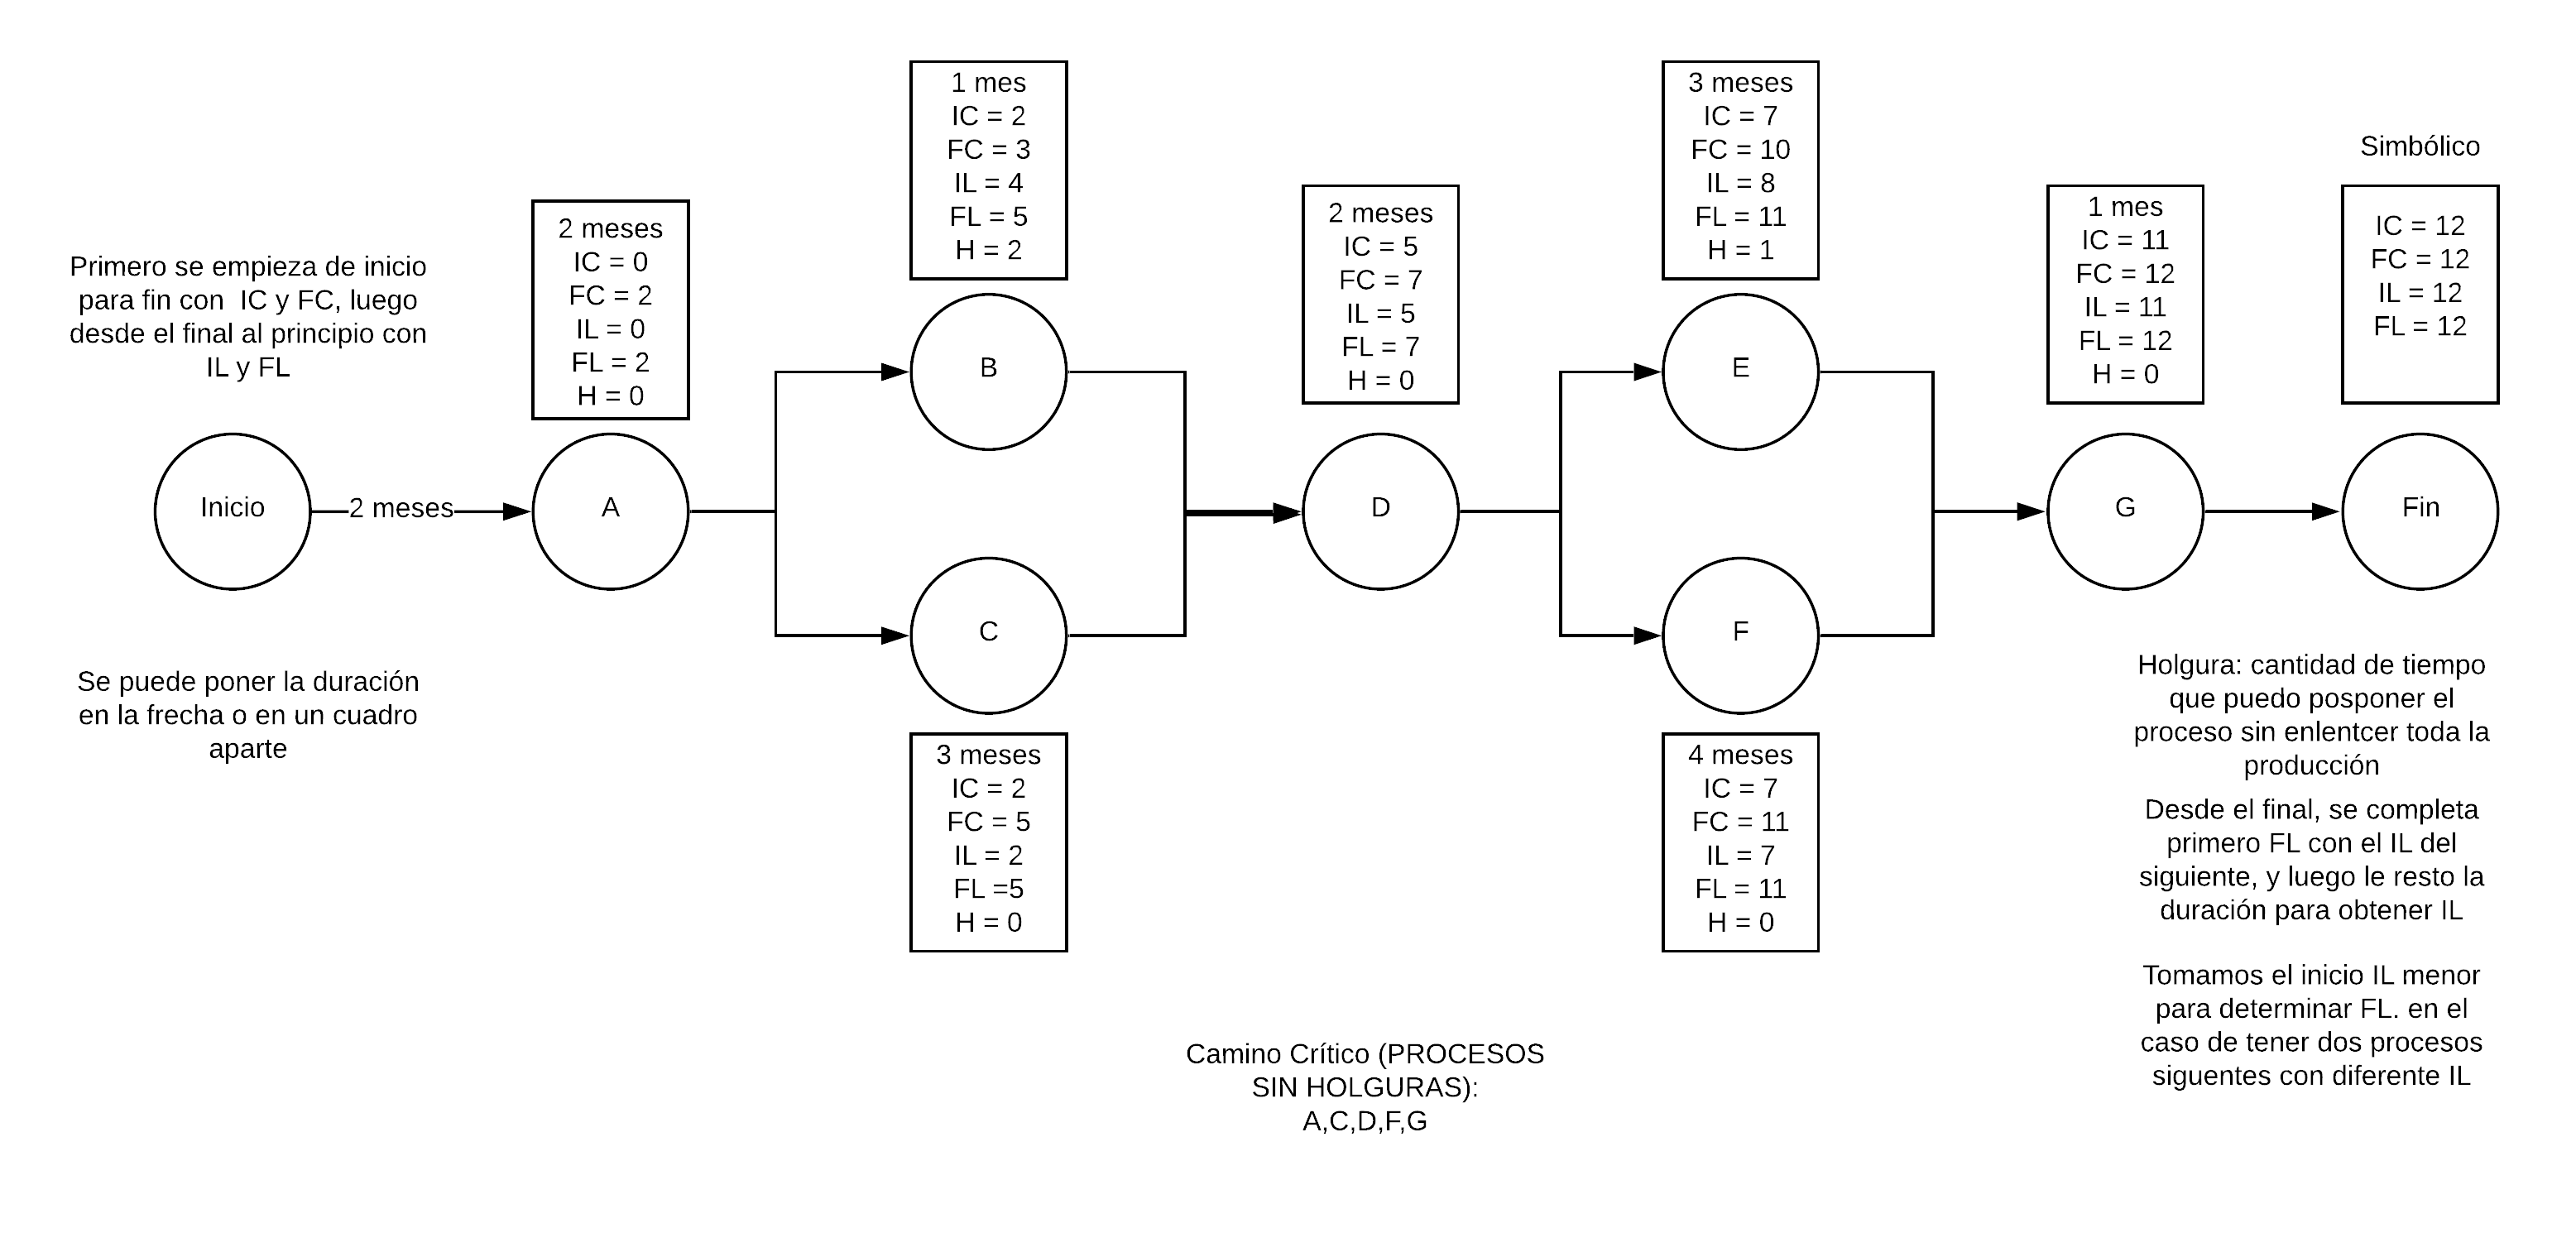 Primero se empieza de inicio
para fin con  IC y FC, luego
desde el final al principio con
IL y FL
Inicio
2 meses
Se puede poner la duración
en la frecha o en un cuadro
aparte
2 meses
IC = 0
FC = 2
IL = 0
FL = 2
H = 0
A
1 mes
IC = 2
FC = 3
IL = 4
FL = 5
H = 2
B
C
3 meses
IC = 2
FC = 5
IL = 2
FL =5
H = 0
2 meses
IC = 5
FC = 7
IL = 5
FL = 7
H = 0
D
3 meses
IC = 7
FC = 10
IL = 8
FL = 11
H = 1
E
F
4 meses
IC = 7
FC = 11
IL = 7
FL = 11
H = 0
1 mes
IC = 11
FC = 12
IL = 11
FL = 12
H = 0
G
Simbólico
IC = 12
FC = 12
IL = 12
FL = 12
Fin
Holgura: cantidad de tiempo
que puedo posponer el
proceso sin enlentcer toda la
producción
Desde el final, se completa
primero FL con el IL del
siguiente, y luego le resto la
duración para obtener IL
Tomamos el inicio IL menor
para determinar FL. en el
caso de tener dos procesos
siguentes con diferente IL
Camino Crítico (PROCESOS
SIN HOLGURAS):
A,C,D,F,G